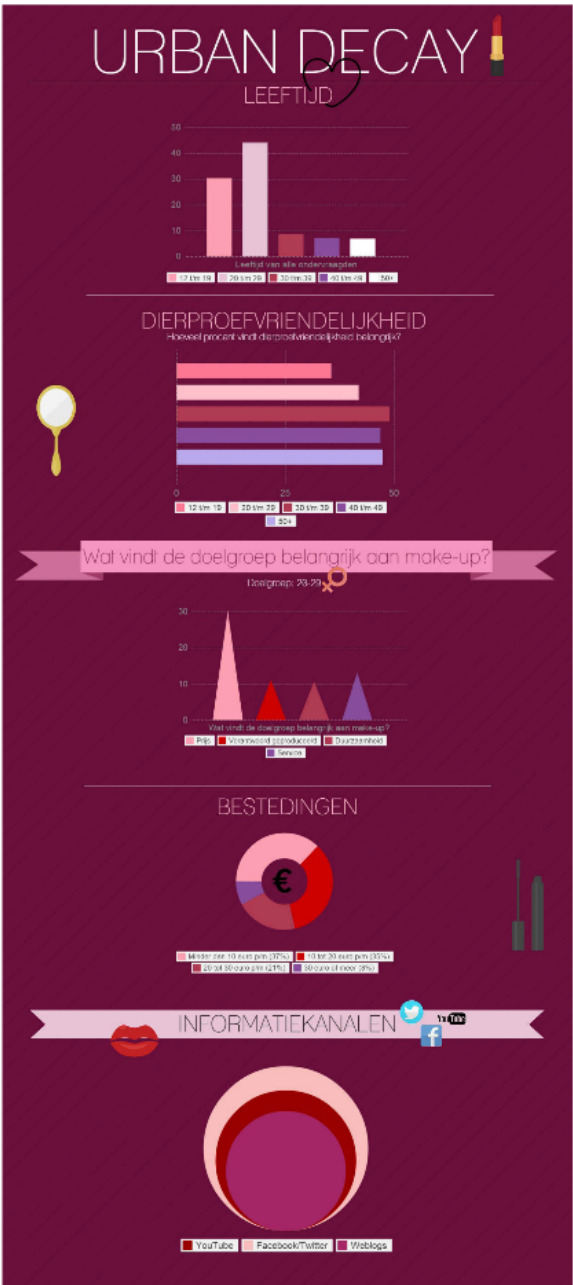 URBAN DECAY
LEEFTIJD
50
40
30
20
10
0
Leeftijd van alle ondervraagden
12 t/m 19 20 t/m 29 30 t/m 39 40 t/m 49 50+
DIERPROEFVRIENDELIJKHEID
Hoeveel procent vindt dierproefvriendelijkheid belangrijk?
0 25 50
12 t/m 19 20 t/m 29 30 t/m 39 40 t/m 49
50+
Wat vindt de doelgroep belangrijk aan make-up?
Doelgroep: 23-29
30
20
10
0
Wat vindt de doelgroep belangrijk aan make-up?
Prijs Verantwoord geproduceerd Duurzaamheid
Service
BESTEDINGEN
€
Minder dan 10 euro p/m (37%) 10 tot 20 euro p/m (35%)
20 tot 30 euro p/m (21%) 30 euro of meer (8%)
INFORMATIEKANALEN
YouTube
f
YouTube Facebook/Twitter Weblogs